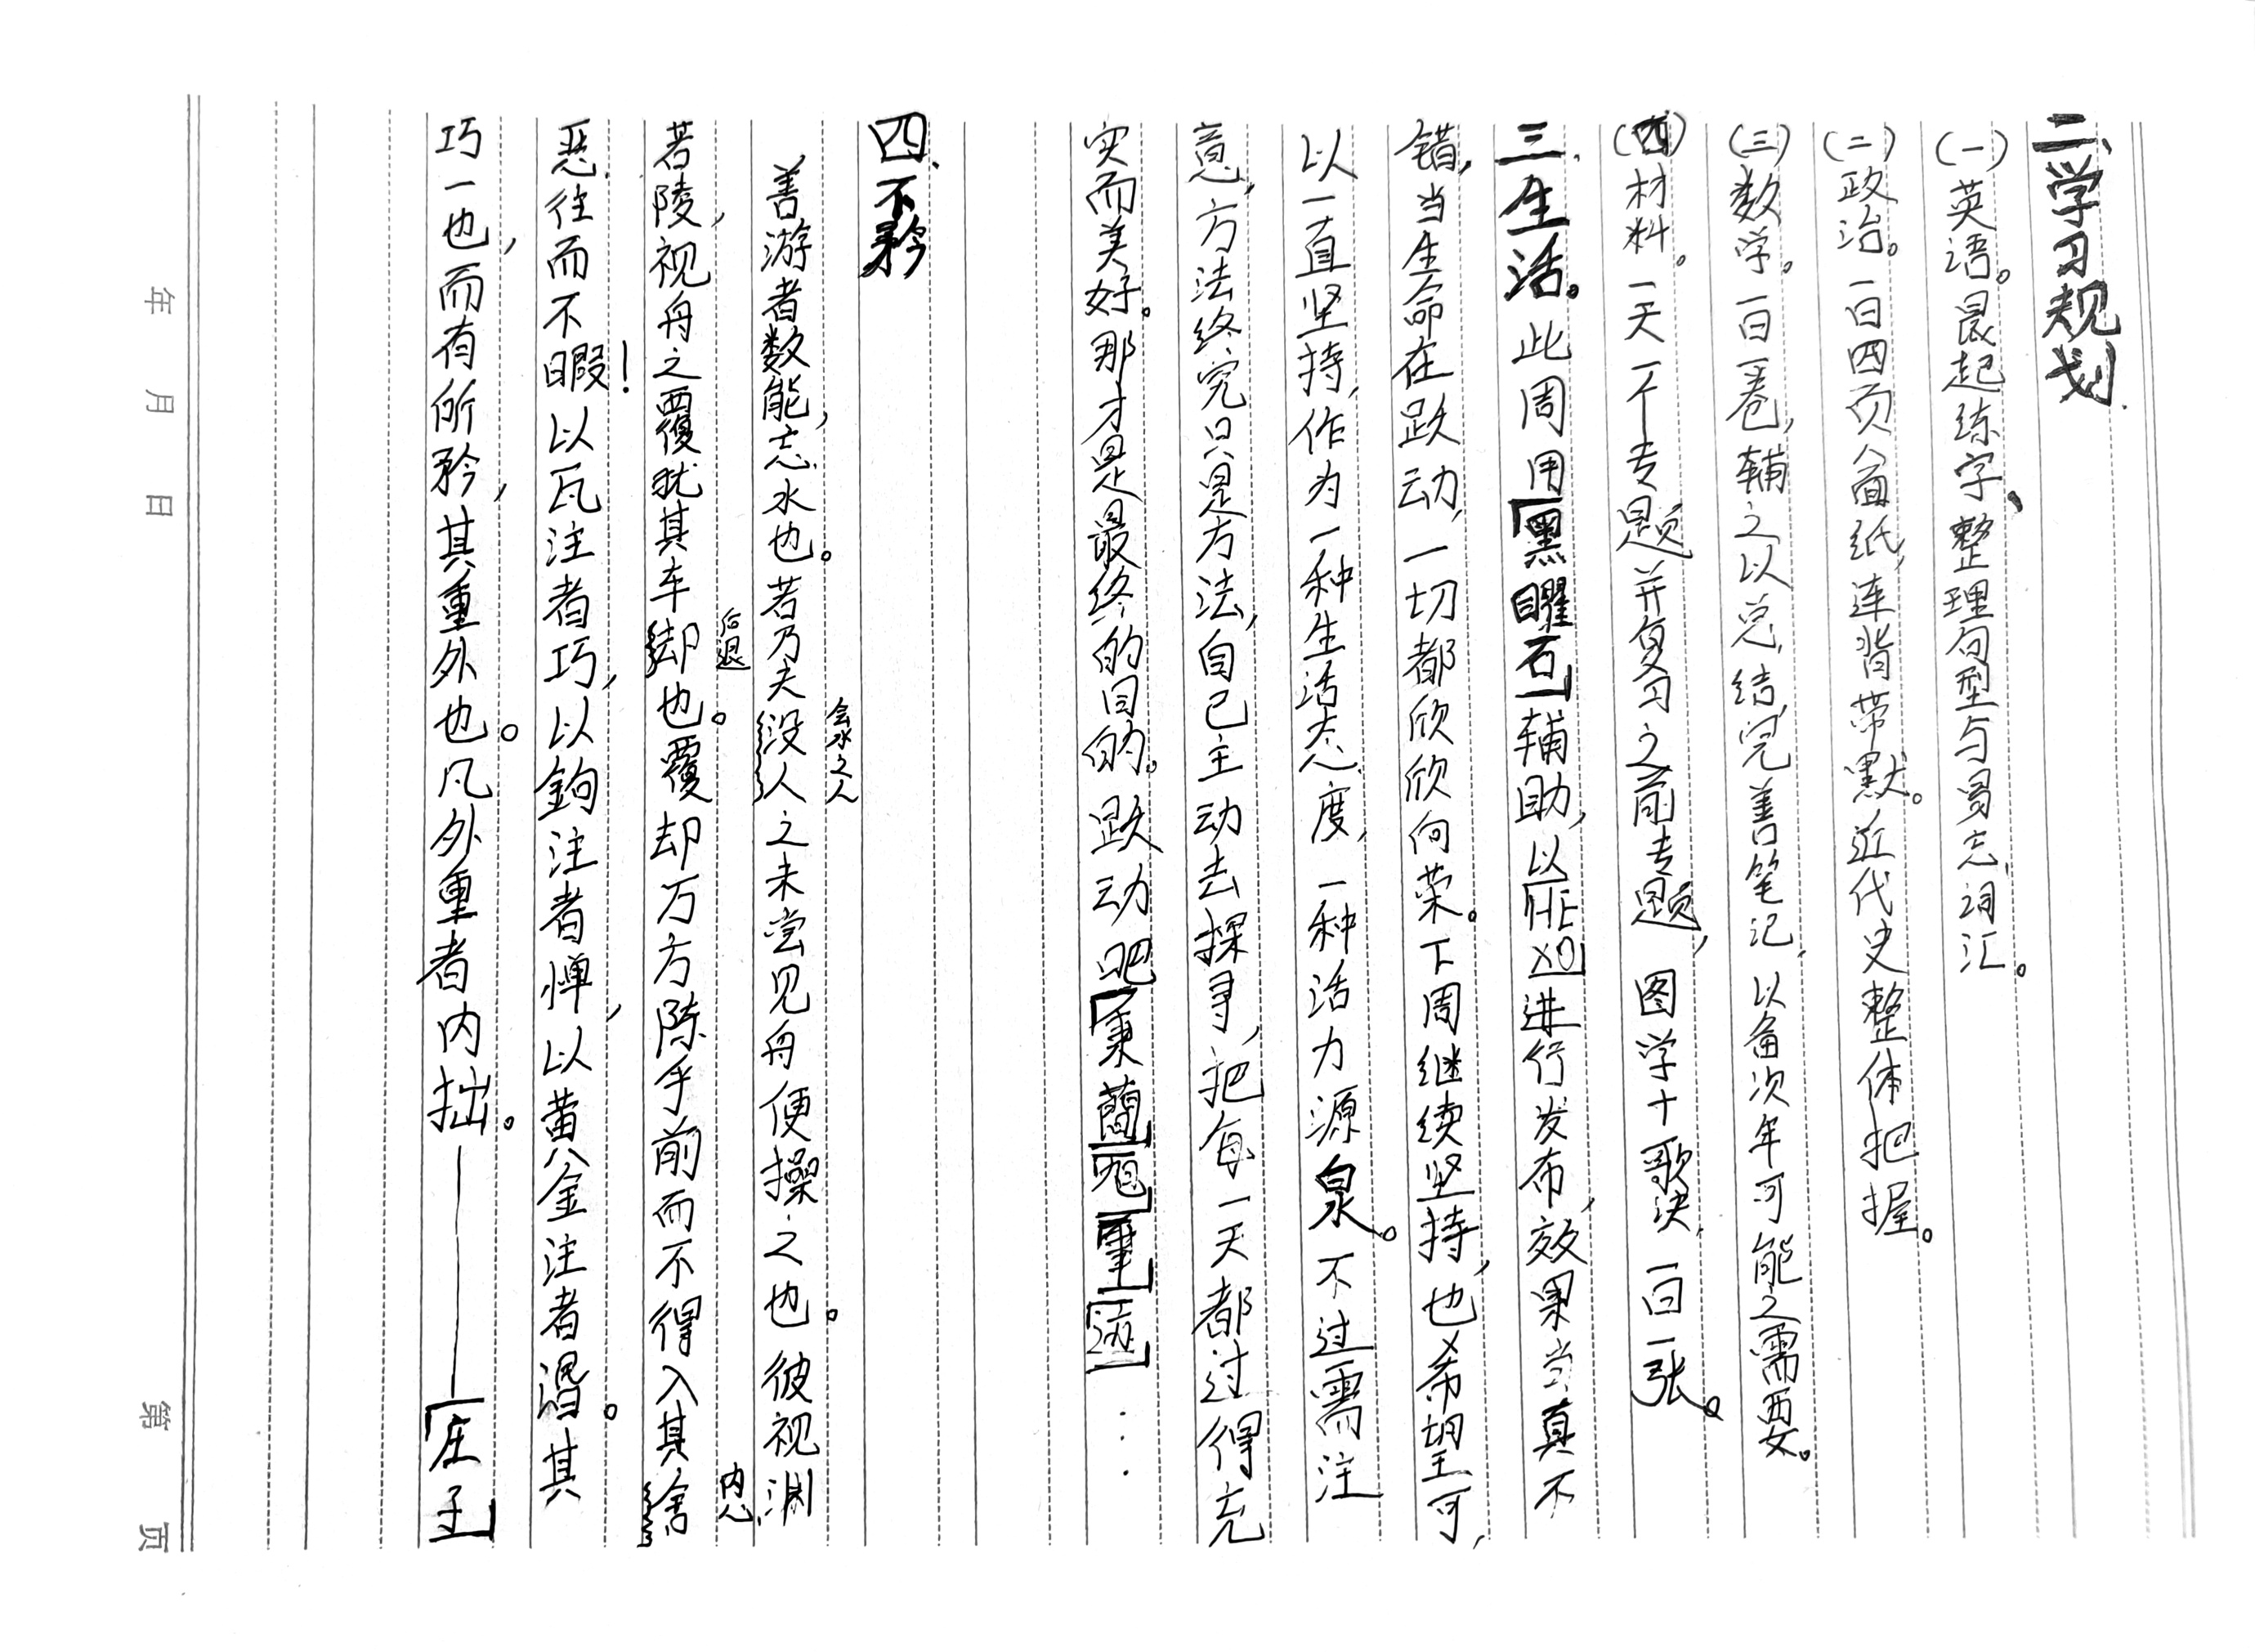 二、学习规划
(一)英语。晨起练字、整理句型与易忘词汇。
(二)政治。一日四页八面纸,连背带默。近代史整体把握。
(三)数学。一日一卷,辅之以总结,完善笔记,以备次年可能之需要。
(四)材料。一天一个专题并复习之前专题,图学十歌诀,一日一张。
三、生活。此周用「黑曜石」辅助,以进行发布,效果当真不
错,当生命在跃动,一切都欣欣向荣。下周继续坚持,也希望可
以一直坚持,作为一种生活态度,一种活力源泉。不过需注
意,方法终究只是方法,自己主动去探寻,把每一天都过得充
实而美好。那才是最终的目的。跃动吧
四、不矜
善游者数能,忘水也。若乃夫没人之未尝见舟便操之也。彼视渊
会水之人
若陵,视舟之覆犹其车却也。覆却万方陈乎前而不得入其舍
后退
内心
恶往而不暇!以瓦注者巧,以鉤注者惮,以黄金注者湣。其
巧一也,而有所矜,其重外也。凡外重者内拙。——「庄子」
年 月 日
第 页